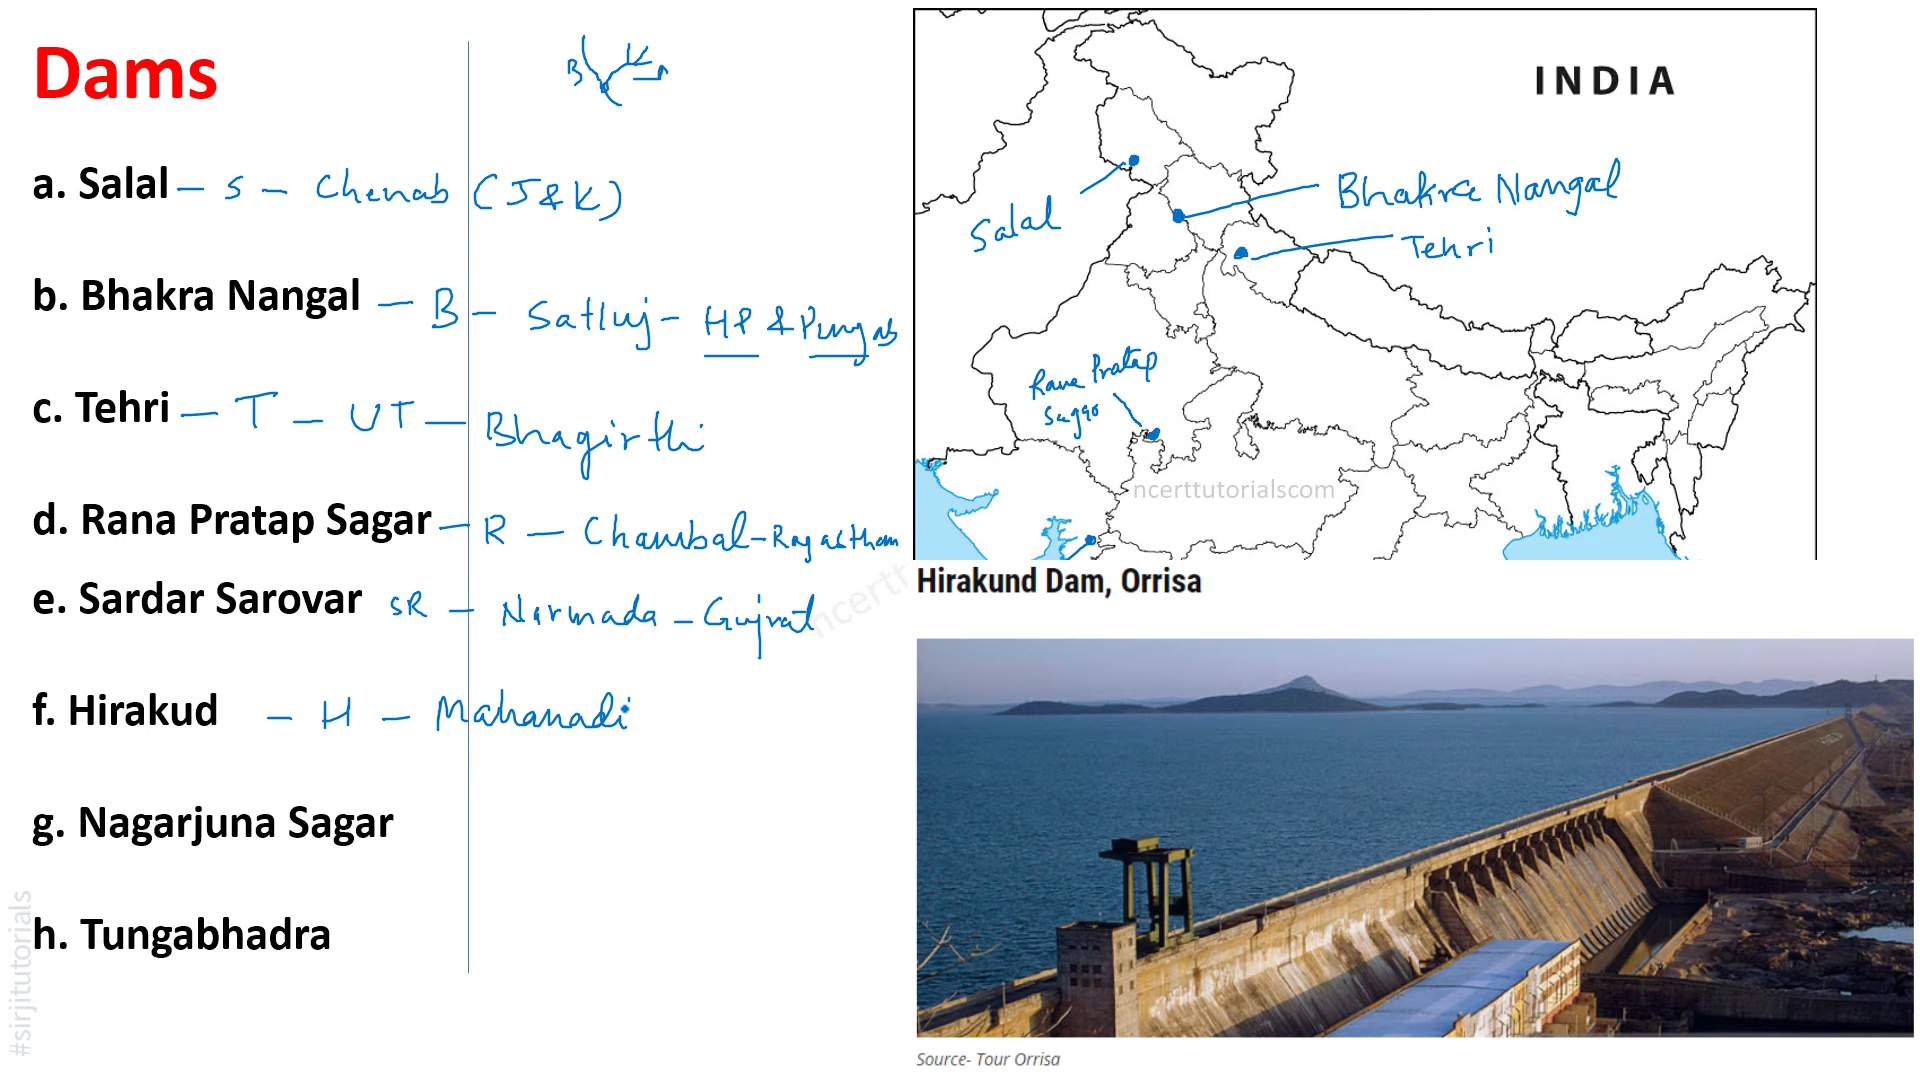 Dams
B
a. Salal – S – Chenab (J&K)
b. Bhakra Nangal – B – Satluj – HP & Punjab
c. Tehri – T – UT – Bhagirthi
d. Rana Pratap Sagar – R – Chambal – Rajasthan
e. Sardar Sarovar SR – Narmada – Gujrat
f. Hirakud – H – Mahanadi
g. Nagarjuna Sagar
h. Tungabhadra
#sirjitutorials
INDIA
Salal
Bhakra Nangal
Tehri
Rana Pratap
Sagar
ncerttutorialscom
Hirakund Dam, Orrisa
Source- Tour Orrisa